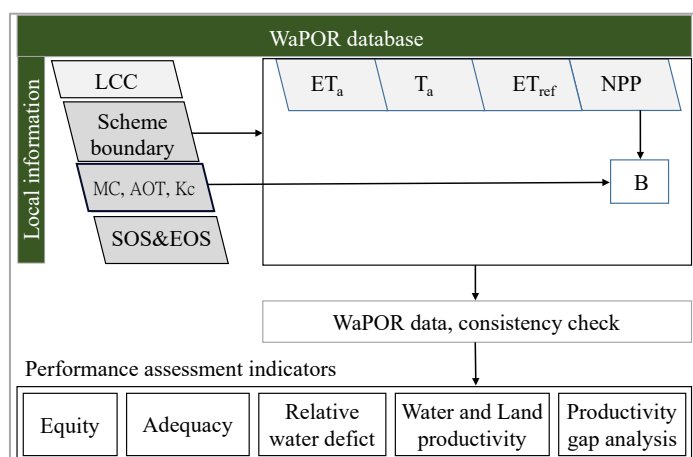 WaPOR database
Local information
LCC
Scheme
boundary
MC, AOT, Kc
SOS&EOS
ETa
Ta
ETref
NPP
B
WaPOR data, consistency check
Performance assessment indicators
Equity
Adequacy
Relative
water defict
Water and Land
productivity
Productivity
gap analysis